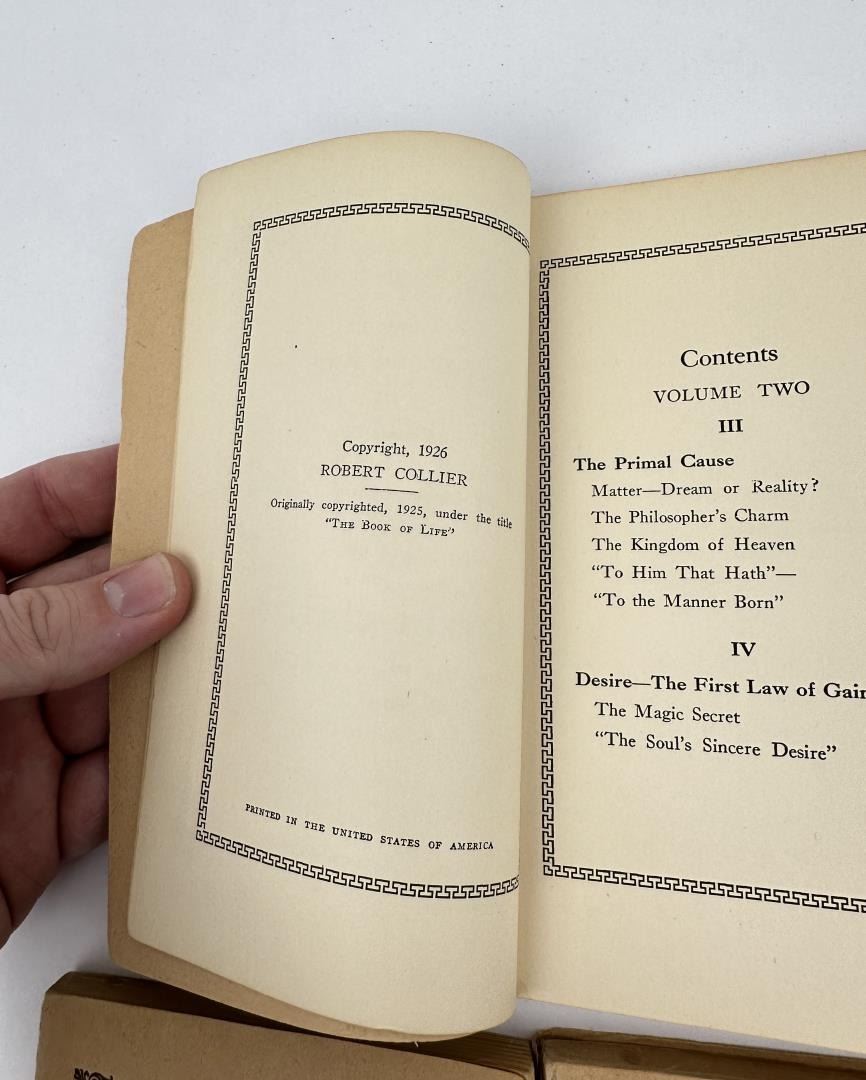 Copyright, 1926
ROBERT COLLIER
Originally copyrighted, 1925, under the title
"THE BOOK OF LIFE"
PRINTED IN THE UNITED STATES OF AMERICA
Contents
VOLUME TWO
III
The Primal Cause
Matter—Dream or Reality?
The Philosopher's Charm
The Kingdom of Heaven
"To Him That Hath"—
"To the Manner Born"
IV
Desire—The First Law of Gain
The Magic Secret
"The Soul's Sincere Desire"